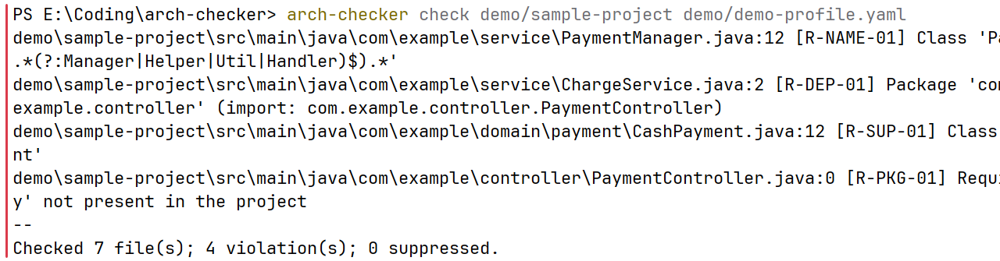 PS E:\Coding\arch-checker> arch-checker check demo/sample-project demo/demo-profile.yaml
demo\sample-project\src\main\java\com\example\service\PaymentManager.java:12 [R-NAME-01] Class
.*(?:Manager|Helper|Util|Handler)$).*'
demo\sample-project\src\main\java\com\example\service\ChargeService.java:2 [R-DEP-01] Package
example.controller' (import: com.example.controller.PaymentController)
demo\sample-project\src\main\java\com\example\domain\payment\CashPayment.java:12 [R-SUP-01] Class
nt'
demo\sample-project\src\main\java\com\example\controller\PaymentController.java:0 [R-PKG-01]
y' not present in the project
--
Checked 7 file(s); 4 violation(s); 0 suppressed.